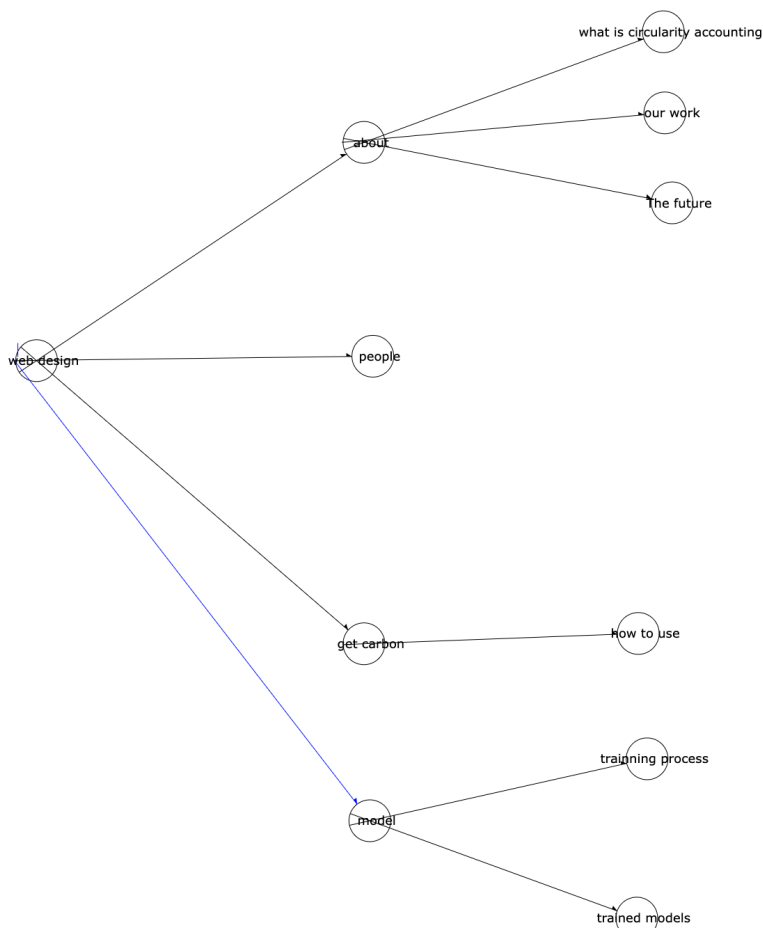 what is circularity accounting
our work
about
The future
people
web design
how to use
get carbon
trainning process
model
trained models